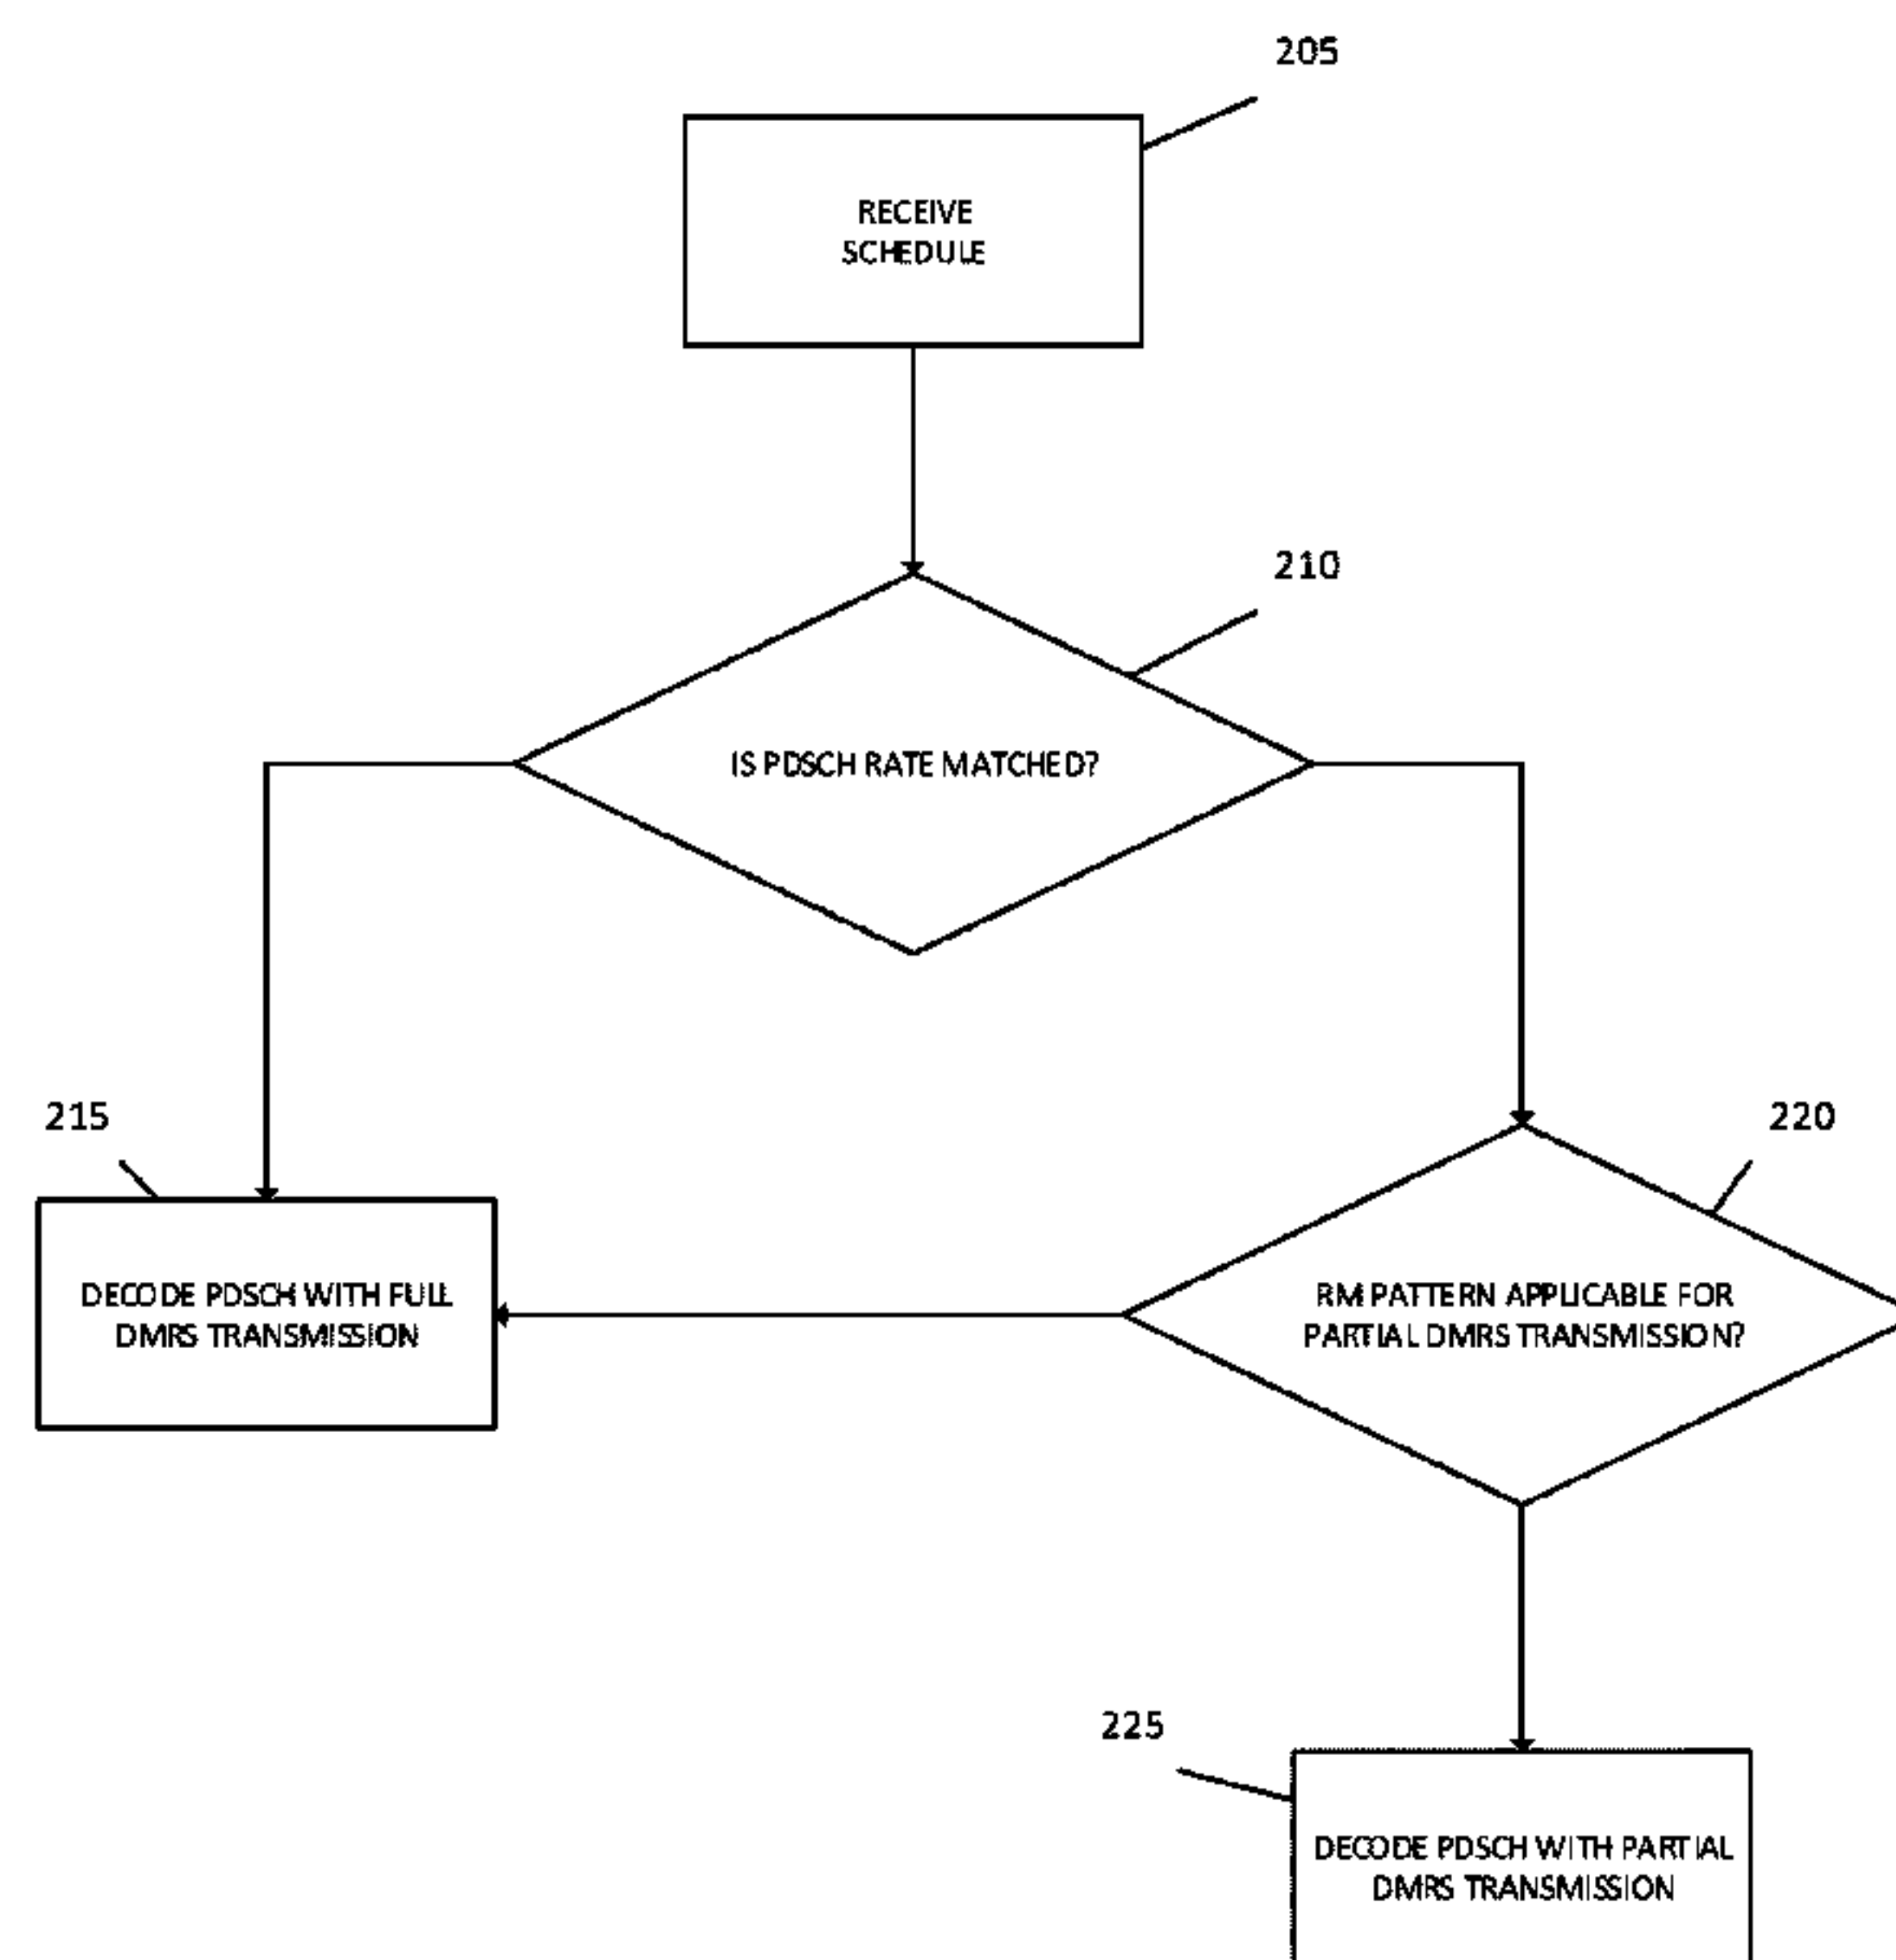 205
RECEIVE
SCHEDULE
210
IS PDSCH RATE MATCHED?
215
220
DECODE PDSCH WITH FULL
DMRS TRANSMISSION
RM PATTERN APPLICABLE FOR
PARTIAL DMRS TRANSMISSION?
225
DECODE PDSCH WITH PARTIAL
DMRS TRANSMISSION